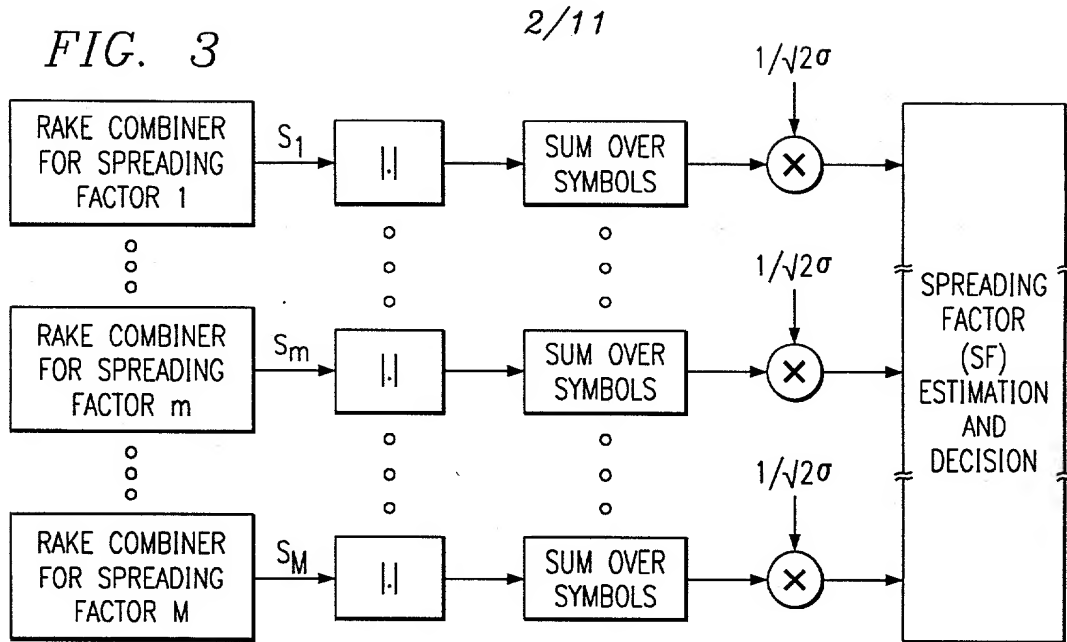 2/11
FIG. 3
RAKE COMBINER
FOR SPREADING
FACTOR 1
S1
|.|
SUM OVER
SYMBOLS
1/√2σ
×
RAKE COMBINER
FOR SPREADING
FACTOR m
Sm
|.|
SUM OVER
SYMBOLS
1/√2σ
×
RAKE COMBINER
FOR SPREADING
FACTOR M
SM
|.|
SUM OVER
SYMBOLS
1/√2σ
×
SPREADING
FACTOR
(SF)
ESTIMATION
AND
DECISION